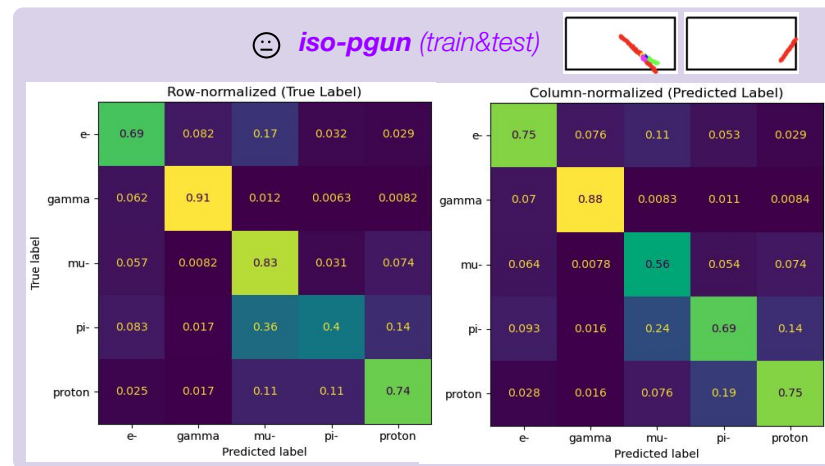 iso-pgun (train&test)
Row-normalized (True Label)
True label
e- 0.69 0.082 0.17 0.032 0.029
gamma 0.062 0.91 0.012 0.0063 0.0082
mu- 0.057 0.0082 0.83 0.031 0.074
pi- 0.083 0.017 0.36 0.4 0.14
proton 0.025 0.017 0.11 0.11 0.74
e- gamma mu- pi- proton
Predicted label
Column-normalized (Predicted Label)
e- 0.75 0.076 0.11 0.053 0.029
gamma 0.07 0.88 0.0083 0.011 0.0084
mu- 0.064 0.0078 0.56 0.054 0.074
pi- 0.093 0.016 0.24 0.69 0.14
proton 0.028 0.016 0.076 0.19 0.75
e- gamma mu- pi- proton
Predicted label